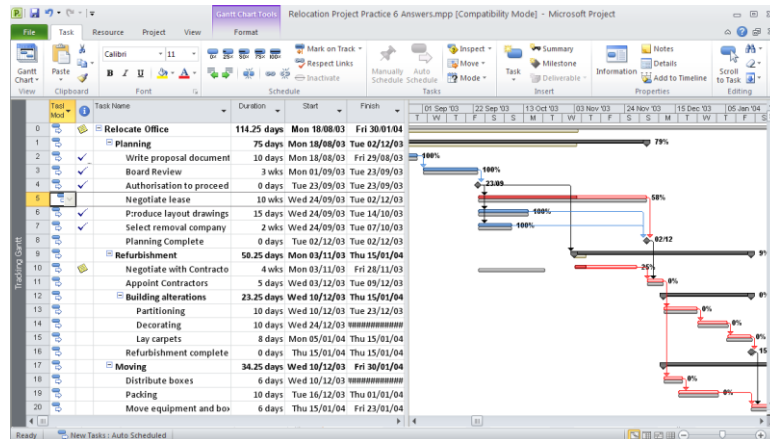 Gantt Chart Tools
Relocation Project Practice 6 Answers.mpp [Compatibility Mode] - Microsoft Project
File Task Resource Project View Format
Gantt Chart
Paste
Calibri 11
B I U A
0% 25% 50% 75% 100%
Mark on Track
Respect Links
Inactivate
Manually Schedule
Auto Schedule
Inspect
Move
Mode
Task
Summary
Milestone
Deliverable
Information
Notes
Details
Add to Timeline
Scroll to Task
View Clipboard Font Schedule Tasks Insert Properties Editing
Task Mod Task Name Duration Start Finish
01 Sep '03 22 Sep '03 13 Oct '03 03 Nov '03 24 Nov '03 15 Dec '03 05 Jan '04
T W T F S S M T W T F S S M T W T F S
0 Relocate Office 114.25 days Mon 18/08/03 Fri 30/01/04
1 Planning 75 days Mon 18/08/03 Tue 02/12/03 79%
2 Write proposal document 10 days Mon 18/08/03 Fri 29/08/03 100%
3 Board Review 3 wks Mon 01/09/03 Tue 23/09/03 100%
4 Authorisation to proceed 0 days Tue 23/09/03 Tue 23/09/03 23/09
5 Negotiate lease 10 wks Wed 24/09/03 Tue 02/12/03 58%
6 P:roduce layout drawings 15 days Wed 24/09/03 Tue 14/10/03 100%
7 Select removal company 2 wks Wed 24/09/03 Tue 07/10/03 100%
8 Planning Complete 0 days Tue 02/12/03 Tue 02/12/03 02/12
9 Refurbishment 50.25 days Mon 03/11/03 Thu 15/01/04 9%
10 Negotiate with Contracto 4 wks Mon 03/11/03 Fri 28/11/03 25%
11 Appoint Contractors 5 days Wed 03/12/03 Tue 09/12/03 0%
12 Building alterations 23.25 days Wed 10/12/03 Thu 15/01/04 0%
13 Partitioning 10 days Wed 10/12/03 Tue 23/12/03 0%
14 Decorating 10 days Wed 24/12/03 ############ 0%
15 Lay carpets 8 days Mon 05/01/04 Thu 15/01/04 0%
16 Refurbishment complete 0 days Thu 15/01/04 Thu 15/01/04 15
17 Moving 34.25 days Wed 10/12/03 Fri 30/01/04
18 Distribute boxes 6 days Wed 10/12/03 ############ 0%
19 Packing 10 days Tue 16/12/03 Thu 01/01/04 0%
20 Move equipment and box 6 days Thu 15/01/04 Fri 23/01/04
Tracking Gantt
Ready New Tasks : Auto Scheduled